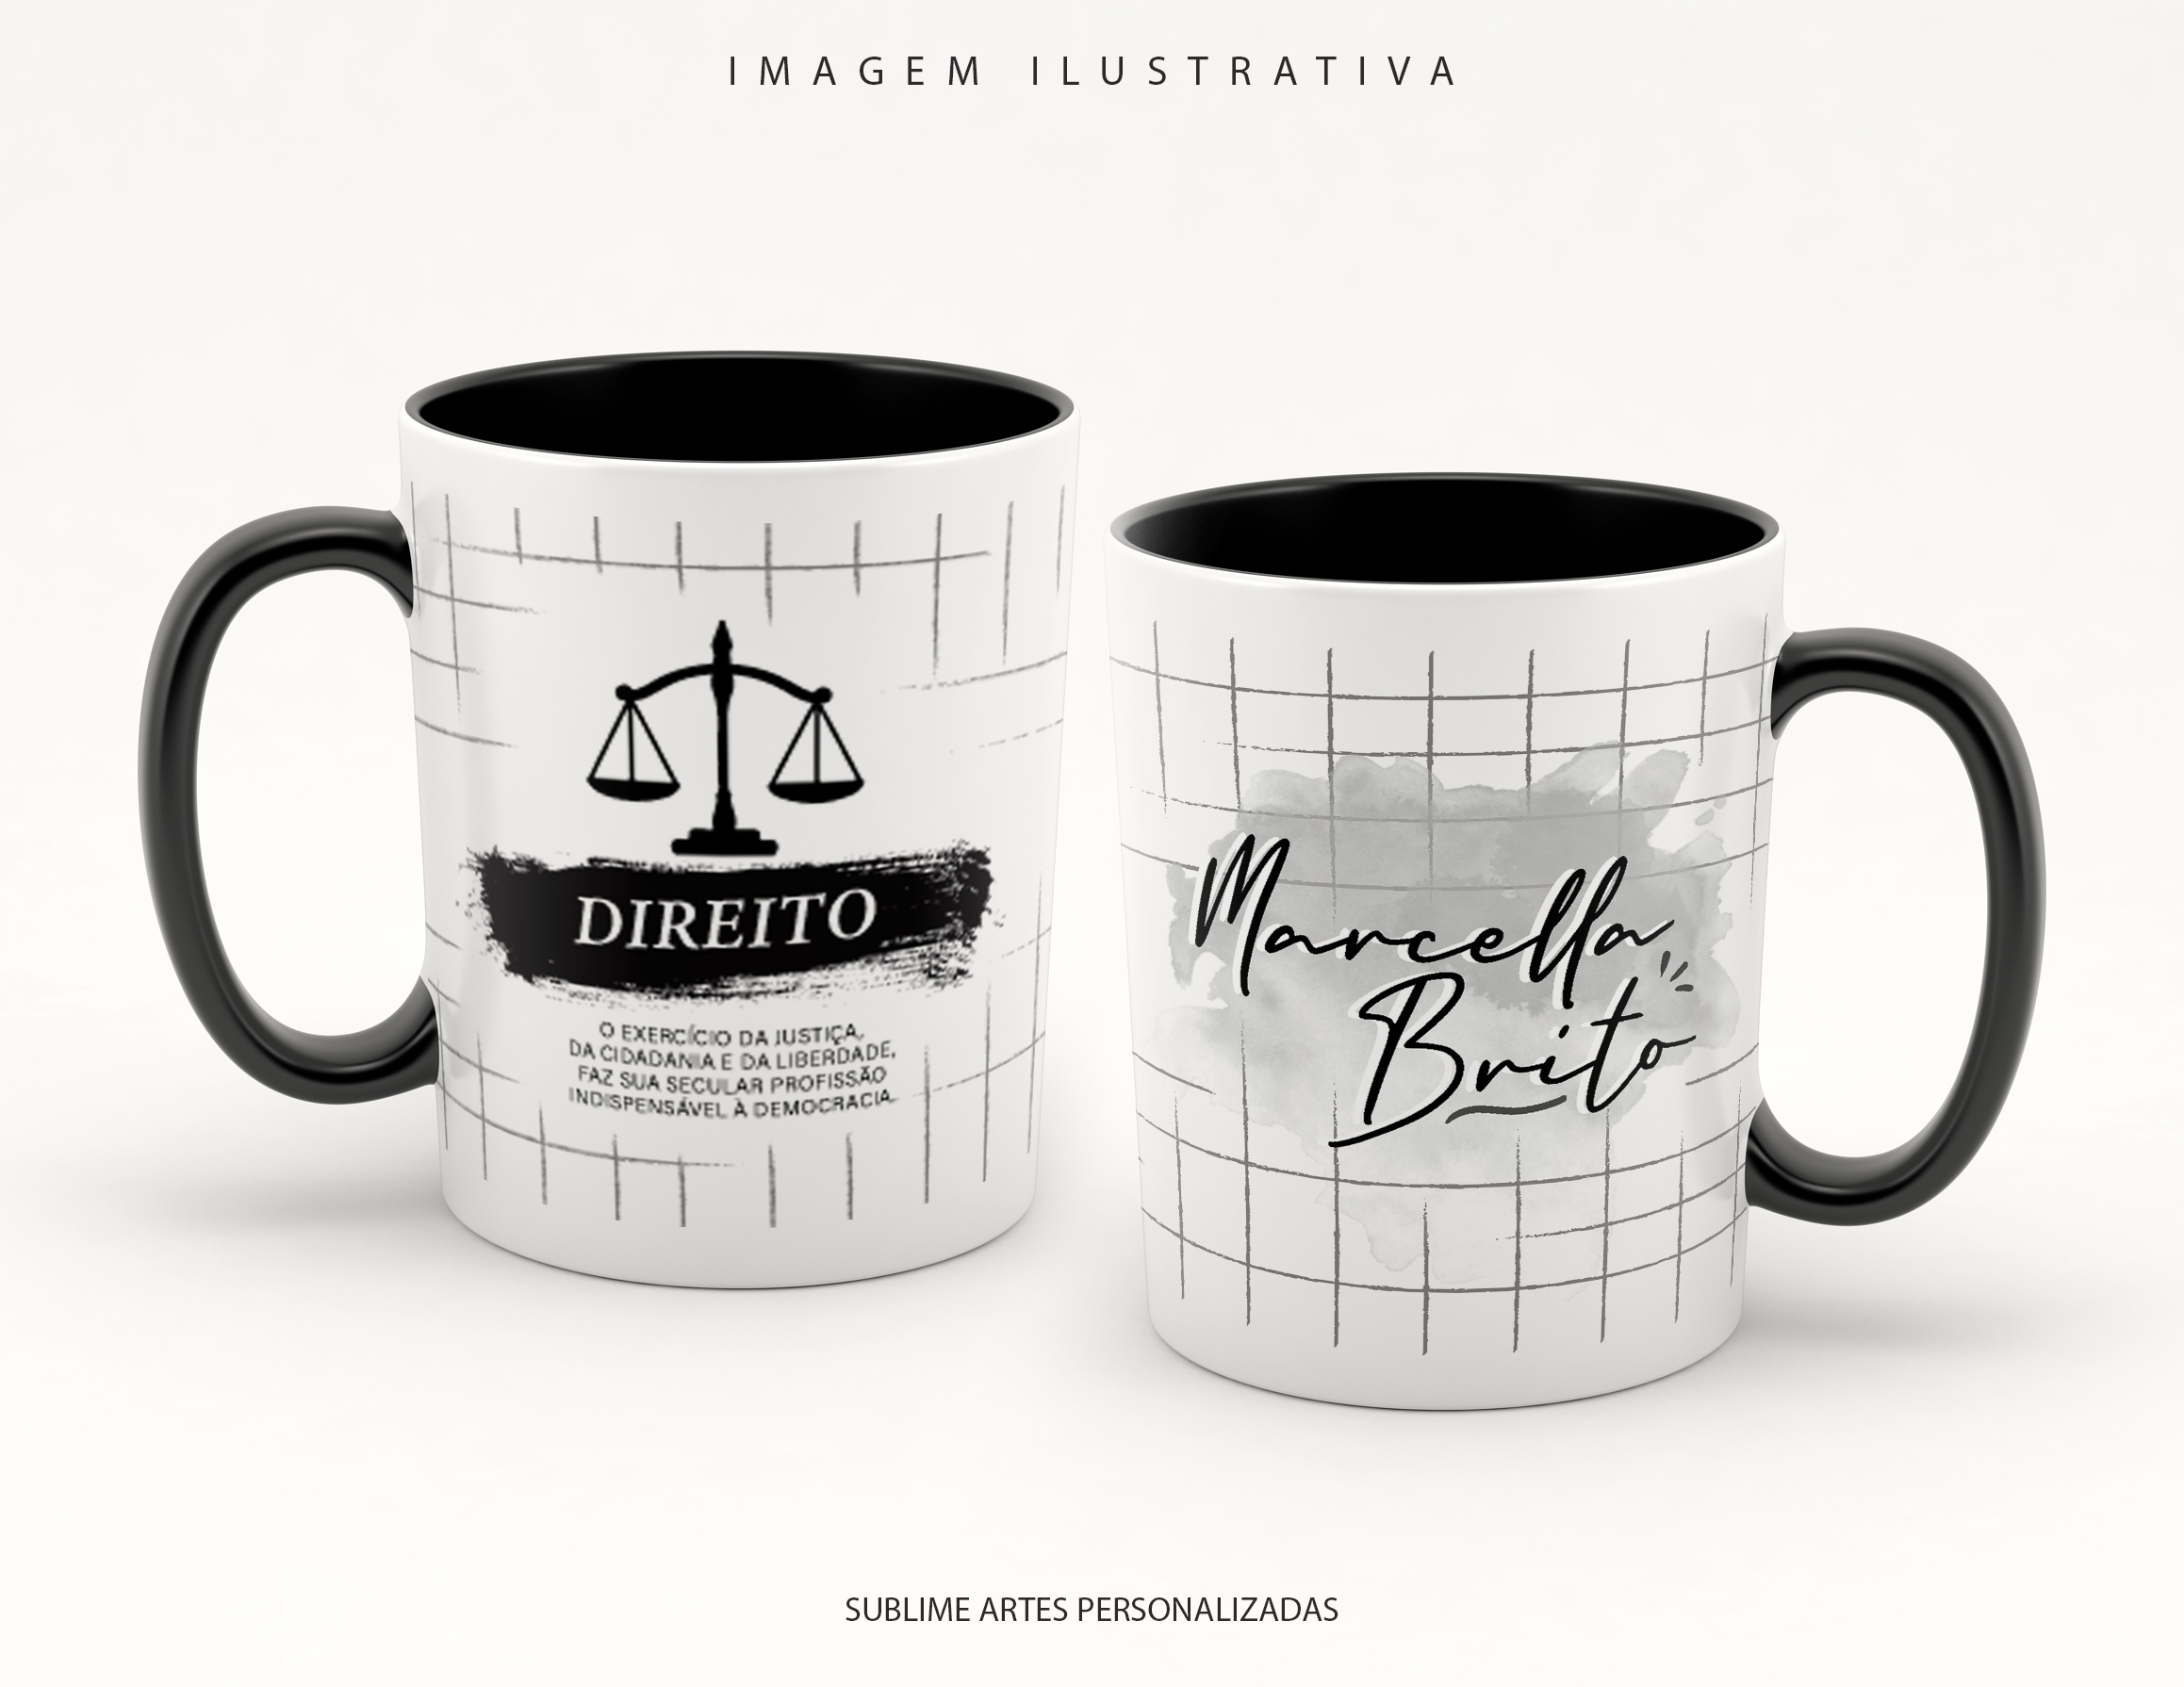 IMAGEM ILUSTRATIVA
DIREITO
O EXERCÍCIO DA JUSTIÇA,
DA CIDADANIA E DA LIBERDADE,
FAZ SUA SECULAR PROFISSÃO
INDISPENSÁVEL À DEMOCRACIA.
Marcella
Brito
SUBLIME ARTES PERSONALIZADAS